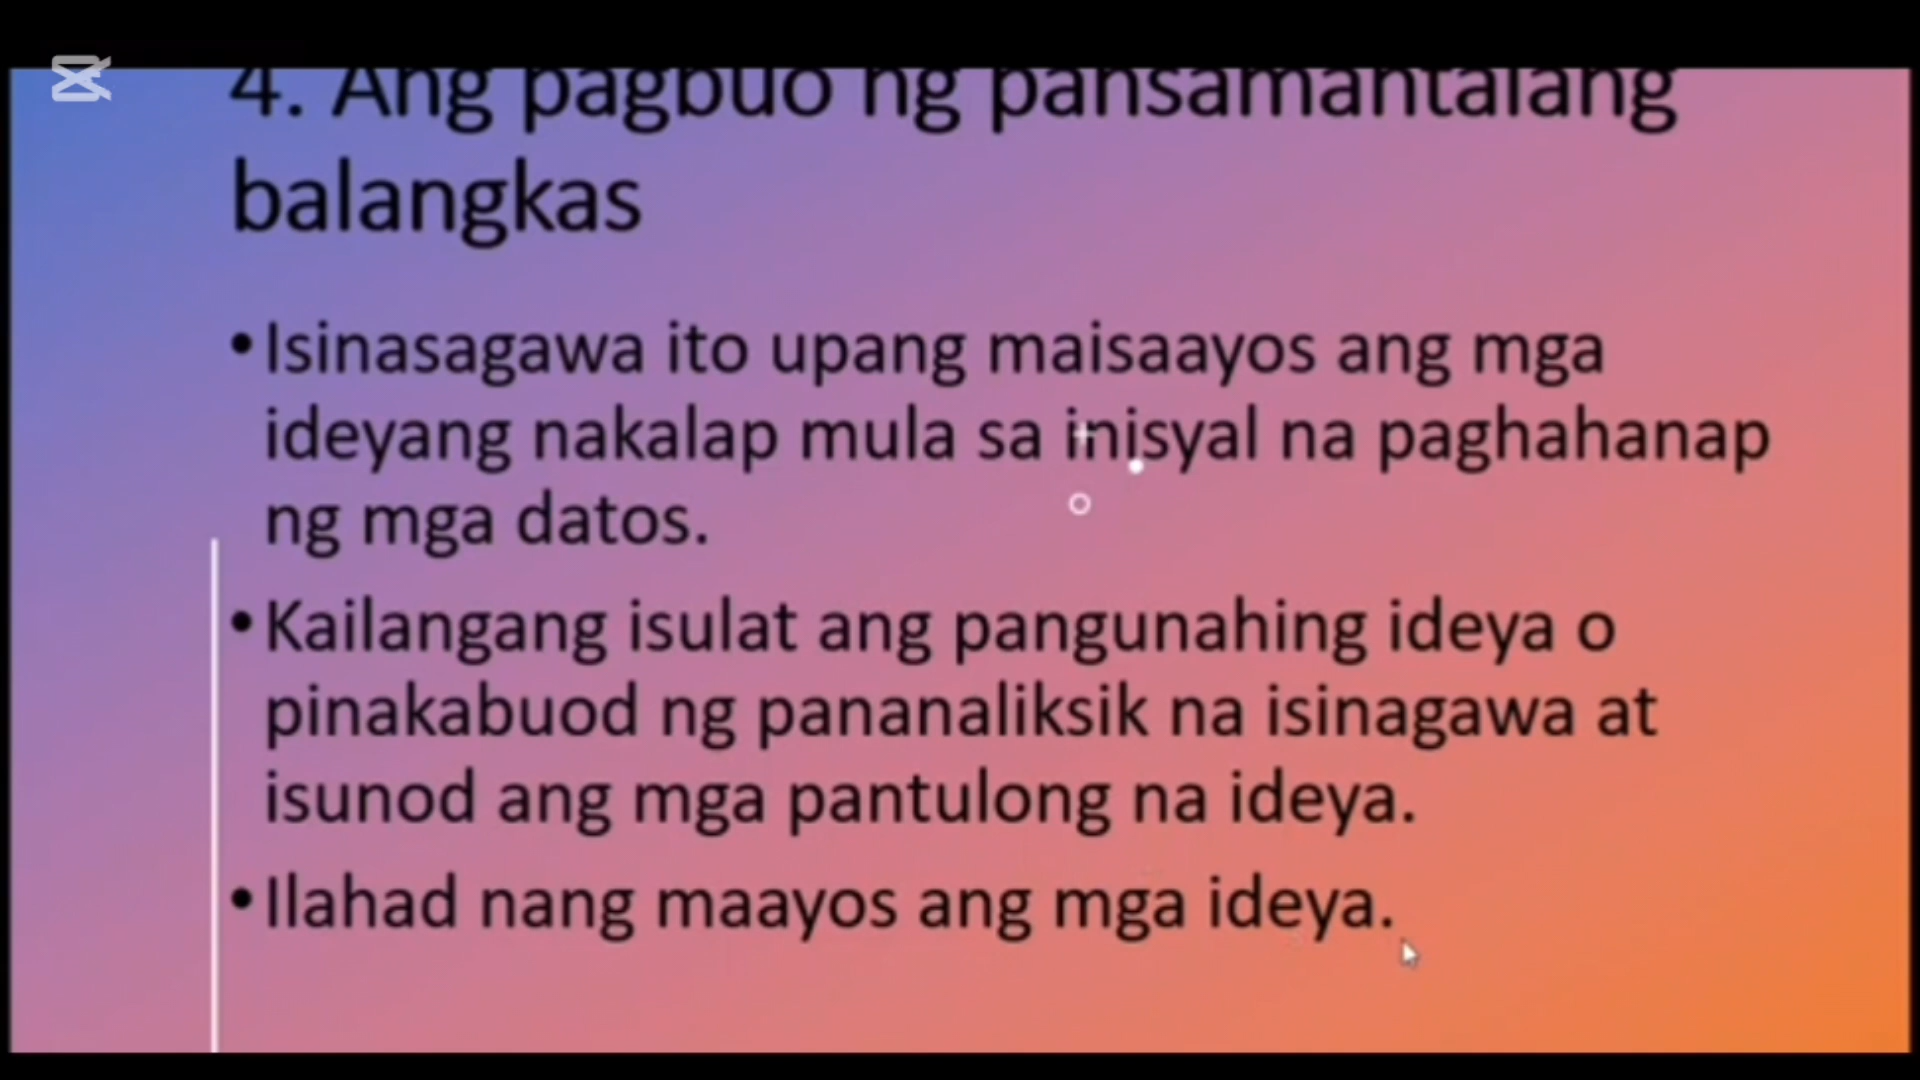 4. Ang pagbuo ng pansamantalang
balangkas
• Isinasagawa ito upang maisaayos ang mga
ideyang nakalap mula sa inisyal na paghahanap
ng mga datos.
• Kailangang isulat ang pangunahing ideya o
pinakabuod ng pananaliksik na isinagawa at
isunod ang mga pantulong na ideya.
• Ilahad nang maayos ang mga ideya.